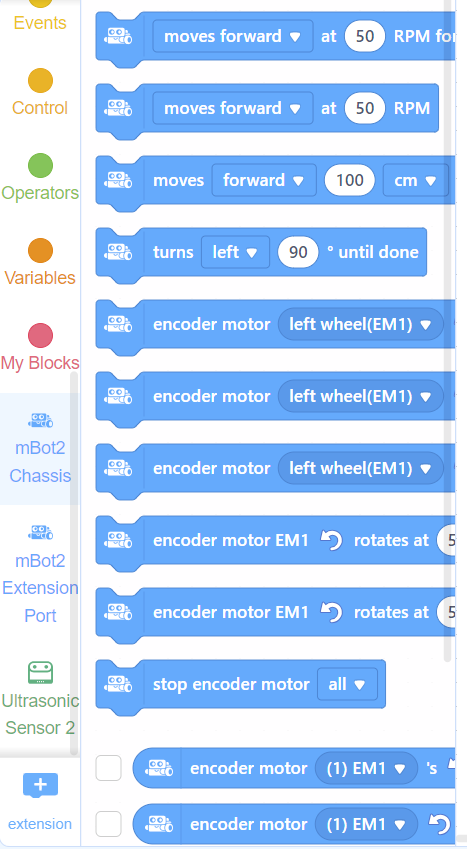 Events
Control
Operators
Variables
My Blocks
mBot2
Chassis
mBot2
Extension
Port
Ultrasonic
Sensor 2
extension
moves forward at 50 RPM for
moves forward at 50 RPM
moves forward 100 cm
turns left 90 ° until done
encoder motor left wheel(EM1)
encoder motor left wheel(EM1)
encoder motor left wheel(EM1)
encoder motor EM1 rotates at 5
encoder motor EM1 rotates at 5
stop encoder motor all
encoder motor (1) EM1 's
encoder motor (1) EM1